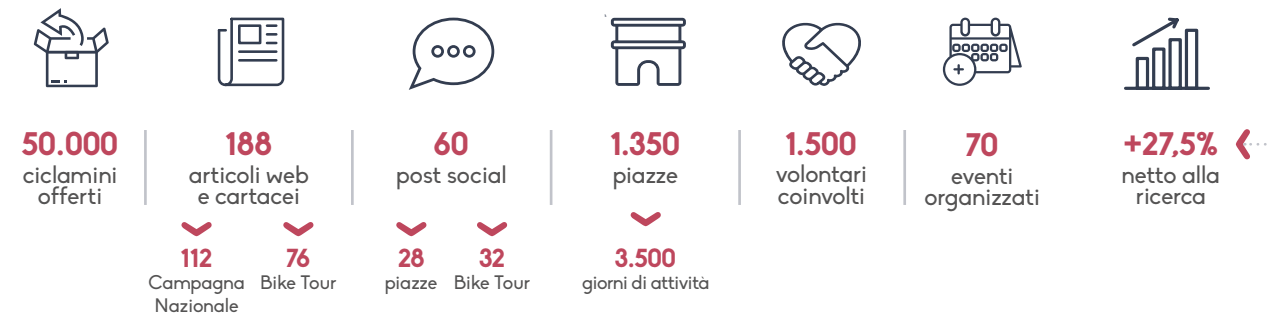 50.000
ciclamini
offerti
188
articoli web
e cartacei
112
Campagna
Nazionale
76
Bike Tour
60
post social
28
piazze
32
Bike Tour
1.350
piazze
3.500
giorni di attività
1.500
volontari
coinvolti
70
eventi
organizzati
+27,5%
netto alla
ricerca